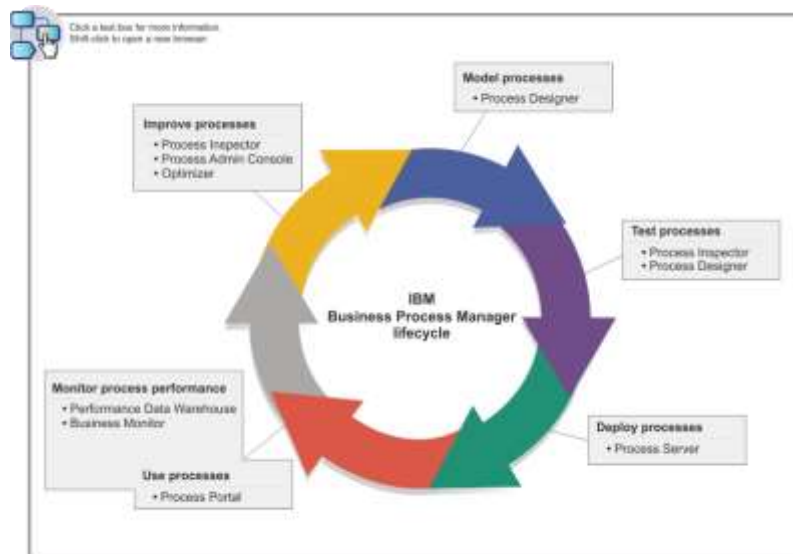 Click a text box for more information
Shift-click to open a new browser
Model processes
• Process Designer
Improve processes
• Process Inspector
• Process Admin Console
• Optimizer
Test processes
• Process Inspector
• Process Designer
IBM
Business Process Manager
lifecycle
Monitor process performance
• Performance Data Warehouse
• Business Monitor
Deploy processes
• Process Server
Use processes
• Process Portal